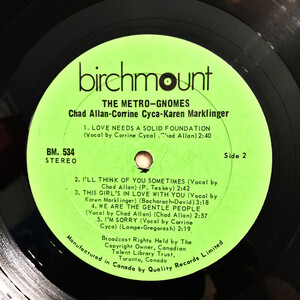 birchmount
THE METRO-GNOMES
Chad Allan-Corrine Cyca-Karen Marklinger
1. LOVE NEEDS A SOLID FOUNDATION
(Vocal by Corrine Cyca) Chad Allan) 2:40
BM. 534
STEREO
Side 2
2. I'LL THINK OF YOU SOMETIMES (Vocal by
Chad Allan) (P. Teskey) 2:42
3. THIS GIRL'S IN LOVE WITH YOU (Vocal by
Karen Marklinger) (Bacharach-David) 3:18
4. WE ARE THE GENTLE PEOPLE
(Vocal by Chad Allan) (Chad Allan) 2:57
5. I'M SORRY (Vocal by Corrine
Cyca) (Lampe-Gregorash) 2:19
Broadcast Rights Held by The
Copyright Owner, Canadian
Talent Library Trust,
Toronto, Canada
Manufactured in Canada by Quality Records Limited